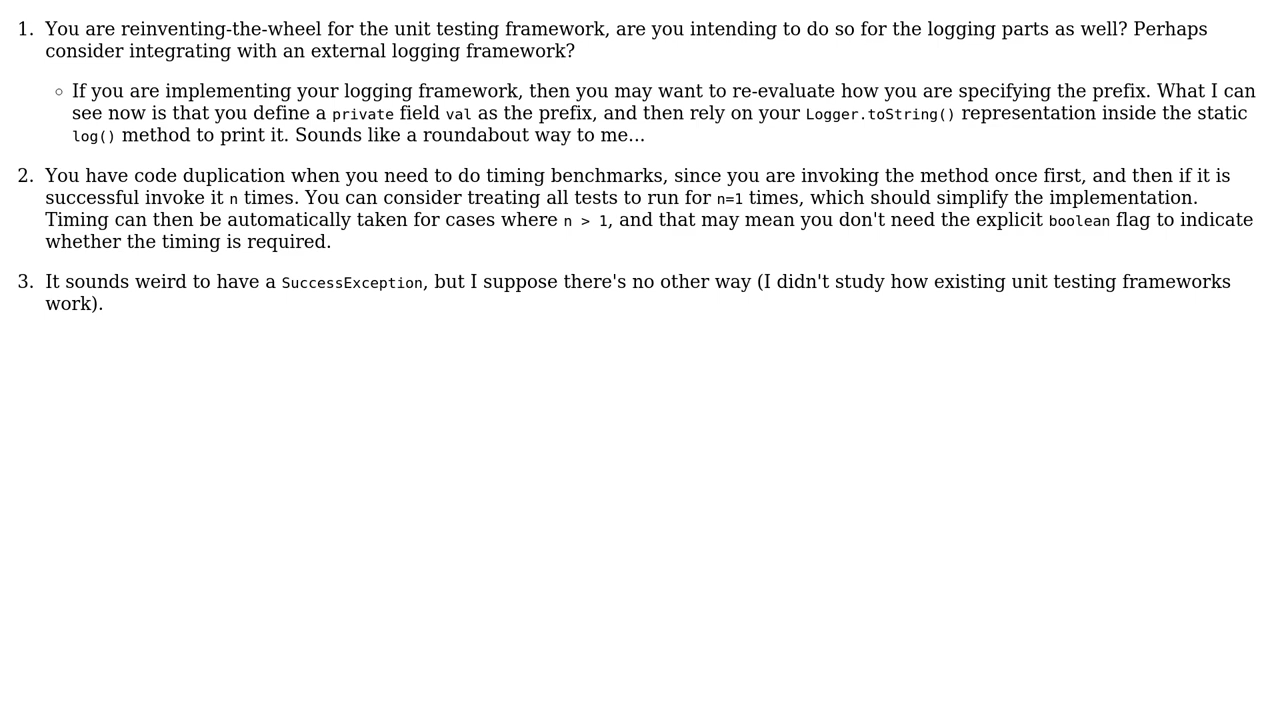 1. You are reinventing-the-wheel for the unit testing framework, are you intending to do so for the logging parts as well? Perhaps
consider integrating with an external logging framework?
◦ If you are implementing your logging framework, then you may want to re-evaluate how you are specifying the prefix. What I can
see now is that you define a private field val as the prefix, and then rely on your Logger.toString() representation inside the static
log() method to print it. Sounds like a roundabout way to me...
2. You have code duplication when you need to do timing benchmarks, since you are invoking the method once first, and then if it is
successful invoke it n times. You can consider treating all tests to run for n=1 times, which should simplify the implementation.
Timing can then be automatically taken for cases where n > 1, and that may mean you don't need the explicit boolean flag to indicate
whether the timing is required.
3. It sounds weird to have a SuccessException, but I suppose there's no other way (I didn't study how existing unit testing frameworks
work).